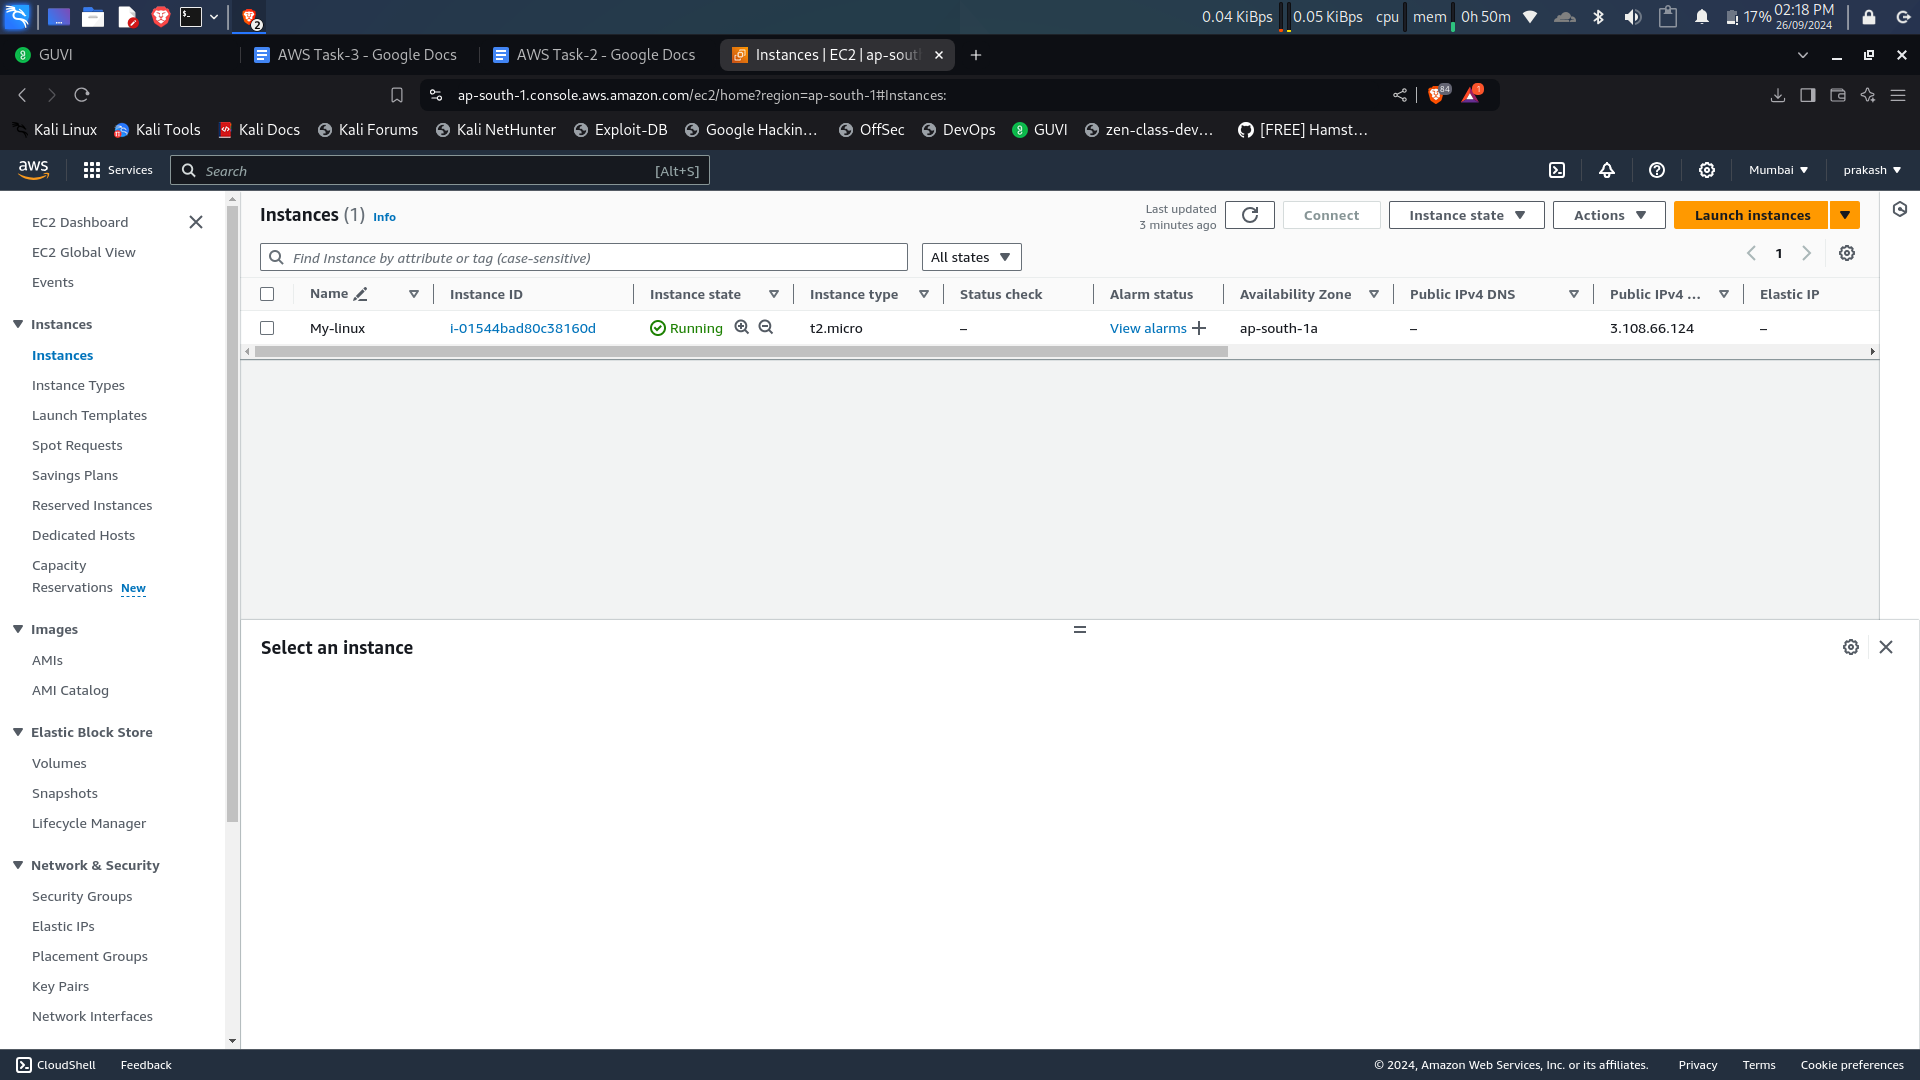 0.04 KiBps 0.05 KiBps cpu mem 0h 50m 17% 02:18 PM
26/09/2024
2
GUVI AWS Task-3 - Google Docs AWS Task-2 - Google Docs Instances | EC2 | ap-sout
ap-south-1.console.aws.amazon.com/ec2/home?region=ap-south-1#Instances: 84 1
Kali Linux Kali Tools Kali Docs Kali Forums Kali NetHunter Exploit-DB Google Hackin... OffSec DevOps GUVI zen-class-dev... [FREE] Hamst...
aws Services Search [Alt+S] Mumbai prakash
EC2 Dashboard
EC2 Global View
Events
Instances
Instances
Instance Types
Launch Templates
Spot Requests
Savings Plans
Reserved Instances
Dedicated Hosts
Capacity
Reservations New
Images
AMIs
AMI Catalog
Elastic Block Store
Volumes
Snapshots
Lifecycle Manager
Network & Security
Security Groups
Elastic IPs
Placement Groups
Key Pairs
Network Interfaces
Instances (1) Info
Last updated
3 minutes ago
Connect Instance state Actions Launch instances
Find Instance by attribute or tag (case-sensitive) All states 1
Name Instance ID Instance state Instance type Status check Alarm status Availability Zone Public IPv4 DNS Public IPv4 ... Elastic IP
My-linux i-01544bad80c38160d Running t2.micro – View alarms ap-south-1a – 3.108.66.124 –
Select an instance
CloudShell Feedback © 2024, Amazon Web Services, Inc. or its affiliates. Privacy Terms Cookie preferences